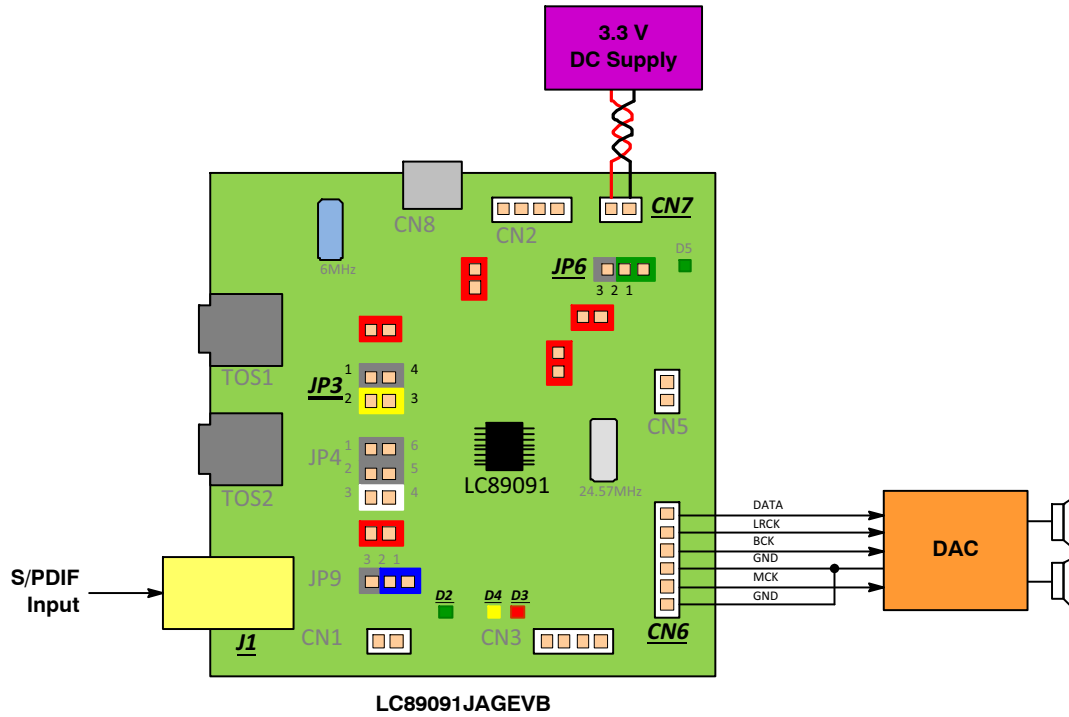 3.3 V
DC Supply
CN7
CN8
CN2
6MHz
JP6
D5
3 2 1
TOS1
JP3
1 4
2 3
CN5
JP4
1 6
2 5
3 4
LC89091
24.57MHz
TOS2
DATA
LRCK
BCK
GND
MCK
GND
DAC
S/PDIF
Input
JP9
3 2 1
D2
D4
D3
J1
CN1
CN3
CN6
LC89091JAGEVB